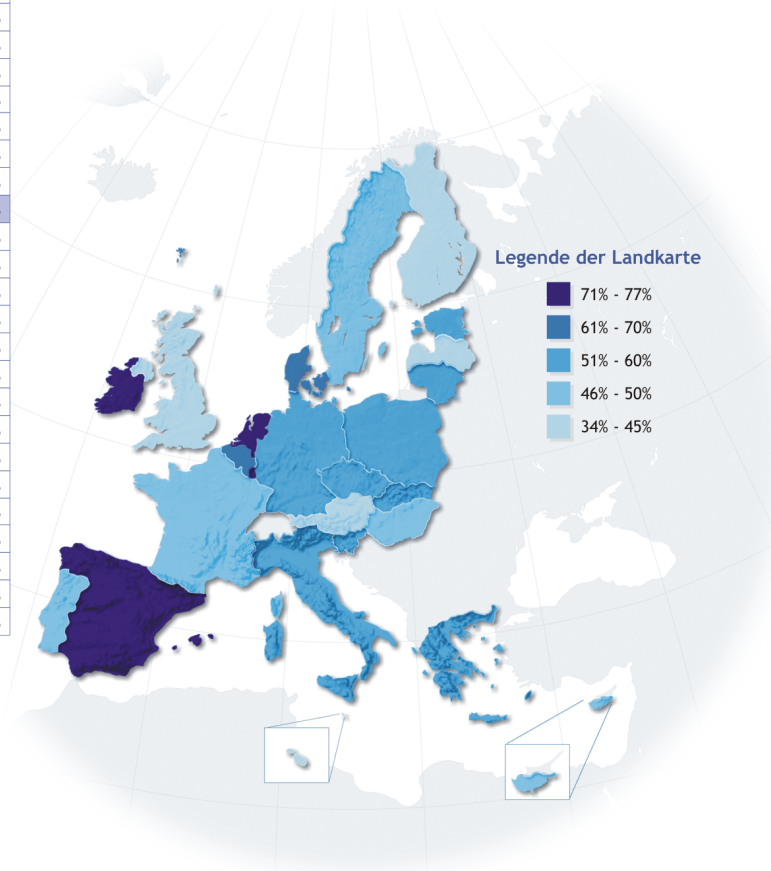 Legende der Landkarte
71% - 77%
61% - 70%
51% - 60%
46% - 50%
34% - 45%